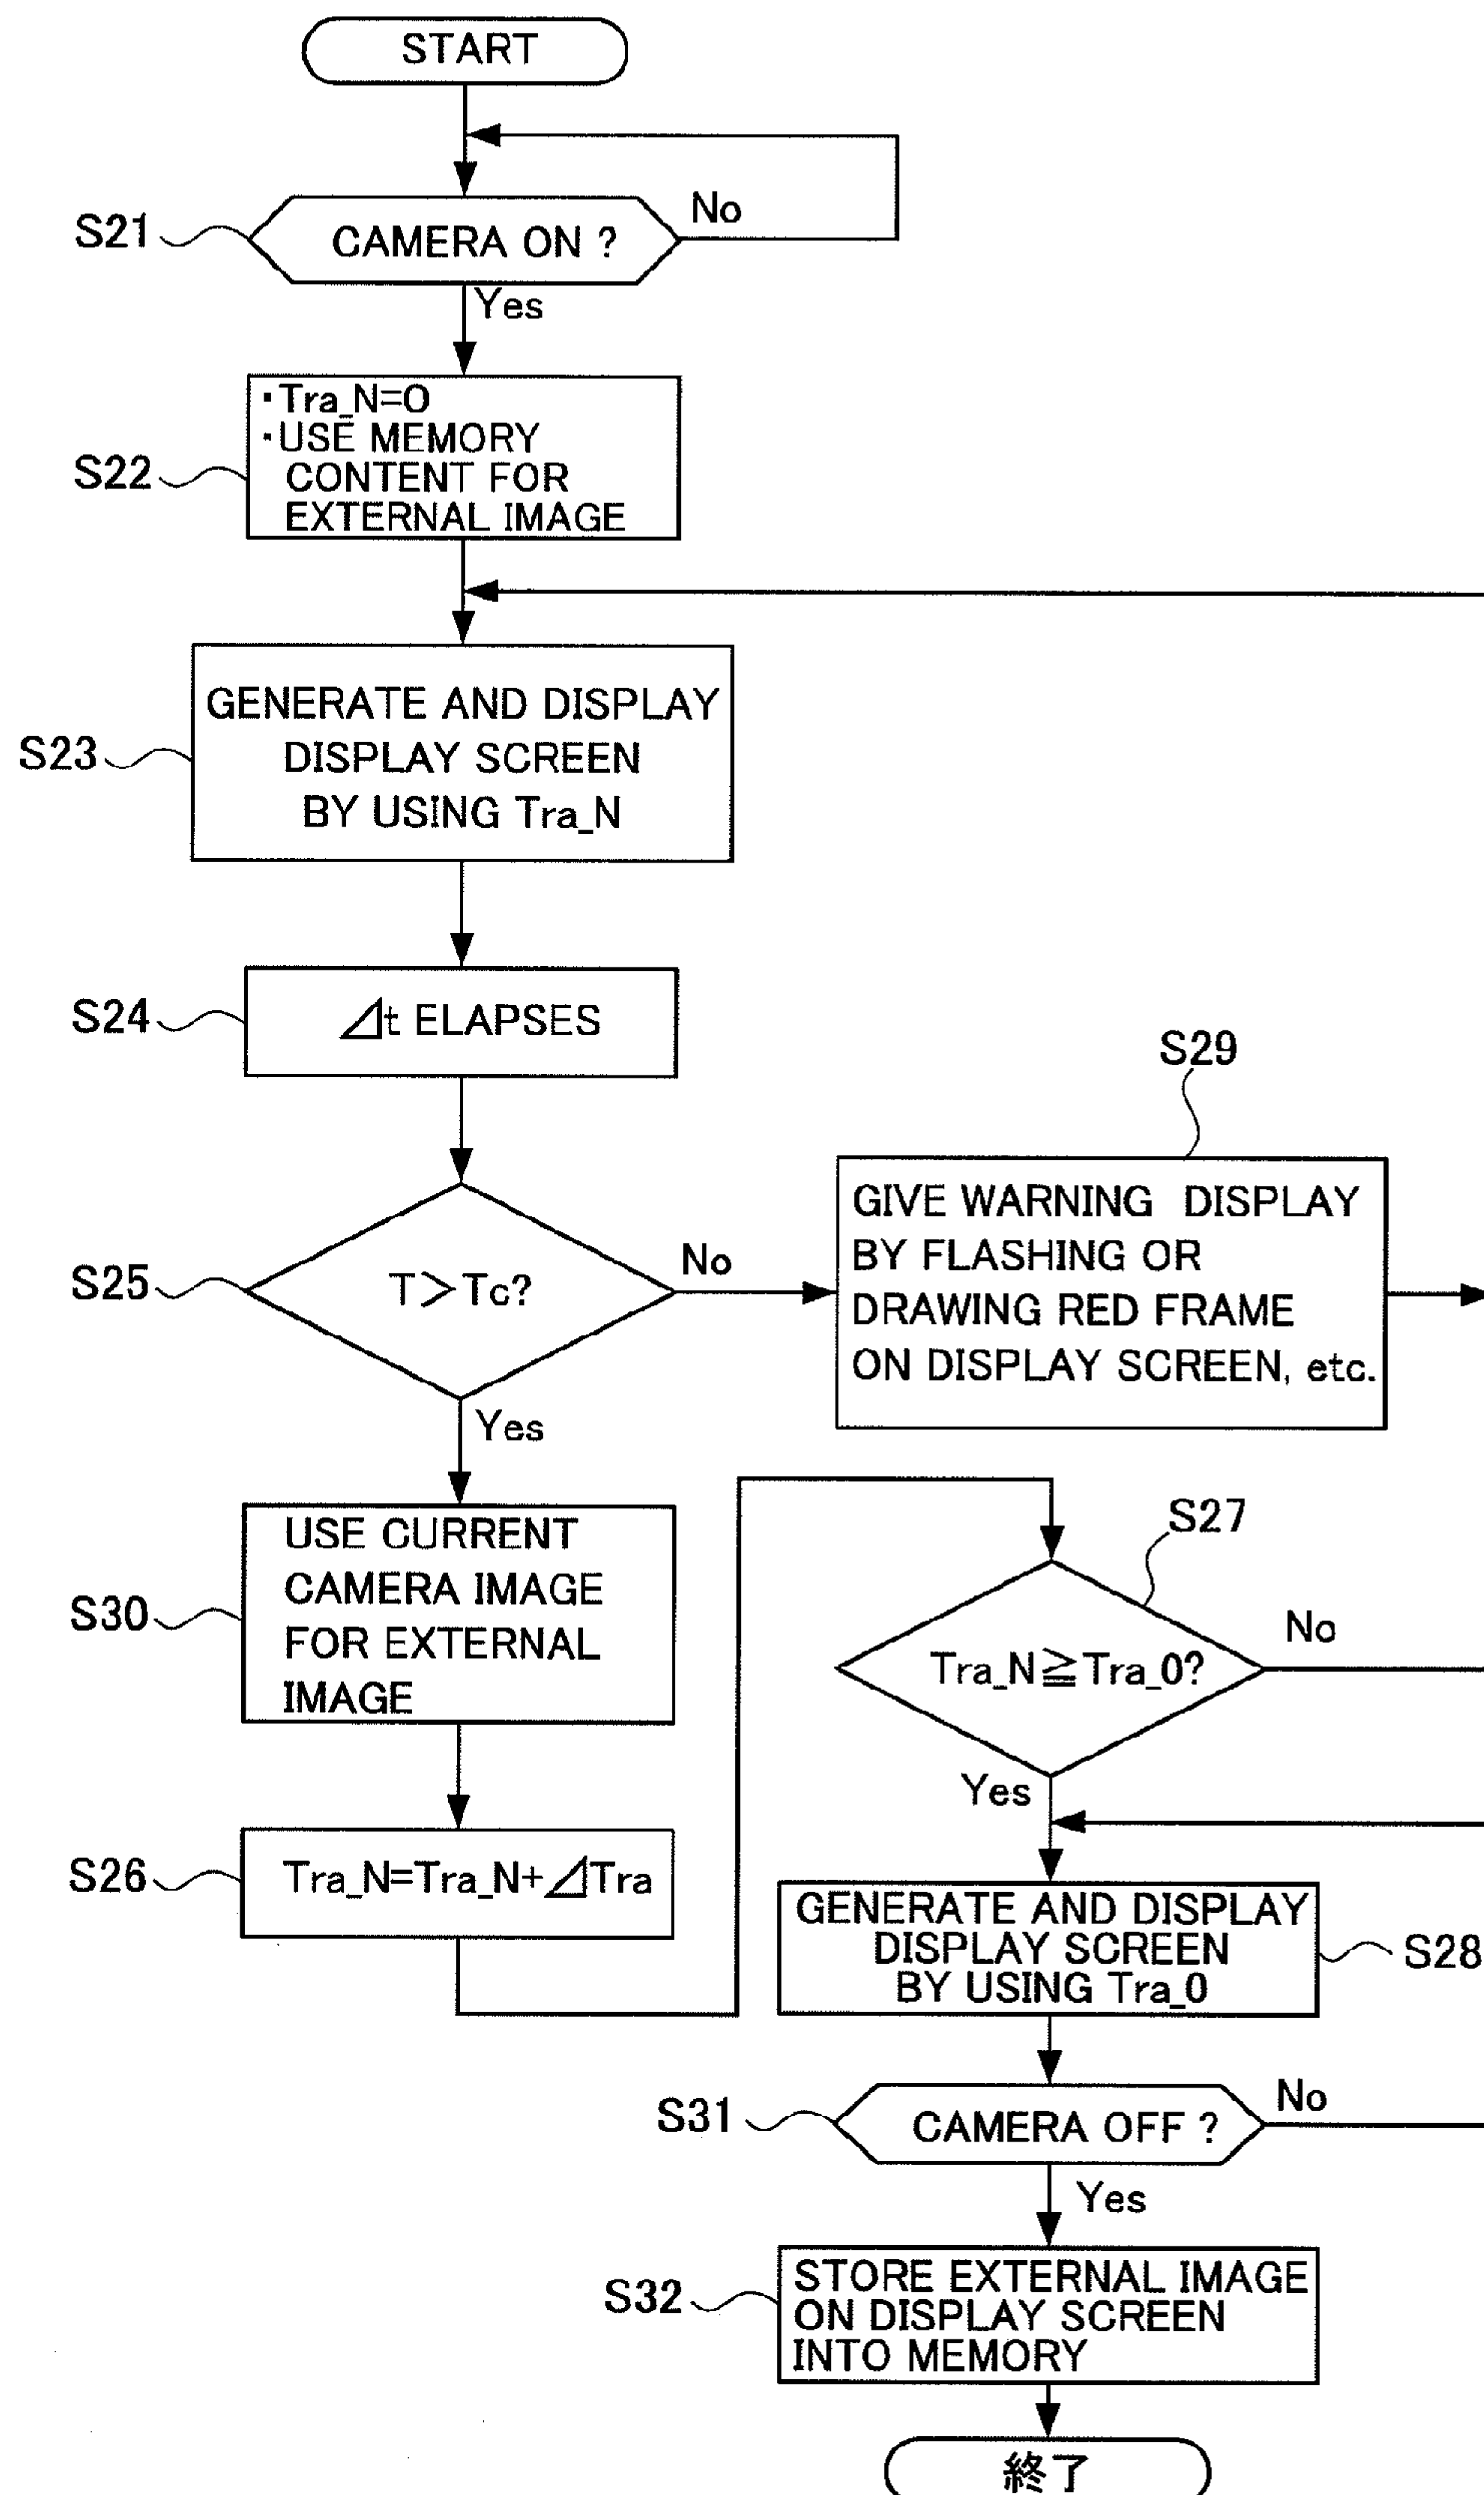 START
S21
CAMERA ON ?
No
Yes
S22
・Tra_N=0
・USE MEMORY
CONTENT FOR
EXTERNAL IMAGE
S23
GENERATE AND DISPLAY
DISPLAY SCREEN
BY USING Tra_N
S24
⊿t ELAPSES
S25
T>Tc?
No
Yes
S29
GIVE WARNING DISPLAY
BY FLASHING OR
DRAWING RED FRAME
ON DISPLAY SCREEN, etc.
S30
USE CURRENT
CAMERA IMAGE
FOR EXTERNAL
IMAGE
S26
Tra_N=Tra_N+⊿Tra
S27
Tra_N≧Tra_0?
No
Yes
GENERATE AND DISPLAY
DISPLAY SCREEN
BY USING Tra_0
S28
S31
CAMERA OFF ?
No
Yes
S32
STORE EXTERNAL IMAGE
ON DISPLAY SCREEN
INTO MEMORY
終了